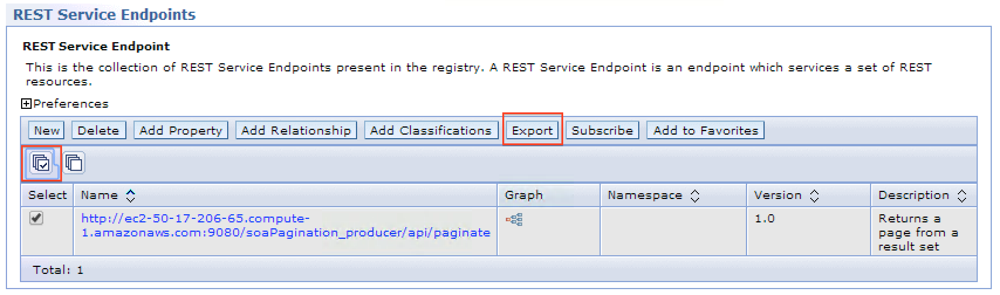 REST Service Endpoints
REST Service Endpoint
This is the collection of REST Service Endpoints present in the registry. A REST Service Endpoint is an endpoint which services a set of REST
resources.
Preferences
New Delete Add Property Add Relationship Add Classifications Export Subscribe Add to Favorites
Select Name Graph Namespace Version Description
http://ec2-50-17-206-65.compute- 1.0 Returns a
1.amazonaws.com:9080/soaPagination_producer/api/paginate page from a
result set
Total: 1